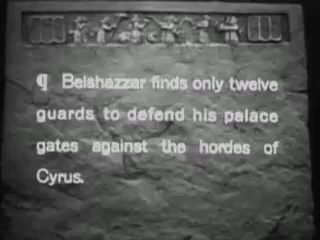 ¶ Belshazzar finds only twelve
guards to defend his palace
gates against the hordes of
Cyrus.